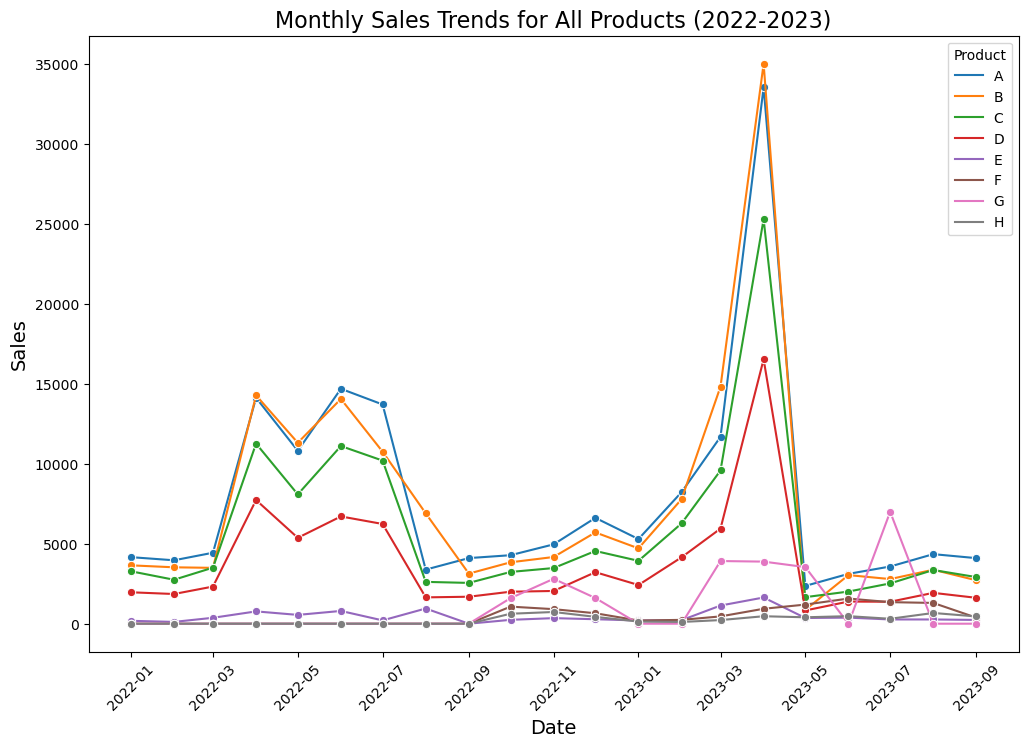 Monthly Sales Trends for All Products (2022-2023)
Product
A
B
C
D
E
F
G
H
35000
30000
25000
20000
15000
10000
5000
0
Sales
2022-01
2022-03
2022-05
2022-07
2022-09
2022-11
2023-01
2023-03
2023-05
2023-07
2023-09
Date